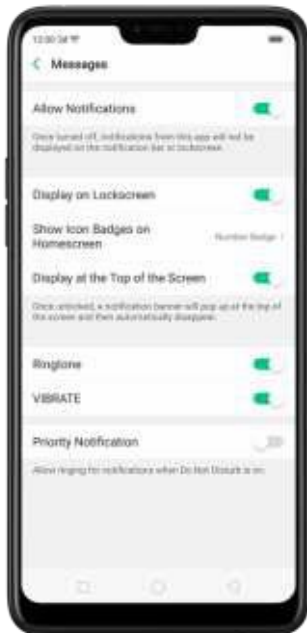 Messages
Allow Notifications
Once turned off, notifications from this app will not be
displayed on the notification bar or lockscreen.
Display on Lockscreen
Show Icon Badges on
Homescreen
Number Badge
Display at the Top of the Screen
Once unlocked, a notification banner will pop up at the top of
the screen and then automatically disappear.
Ringtone
VIBRATE
Priority Notification
Allow ringing for notifications when Do Not Disturb is on.